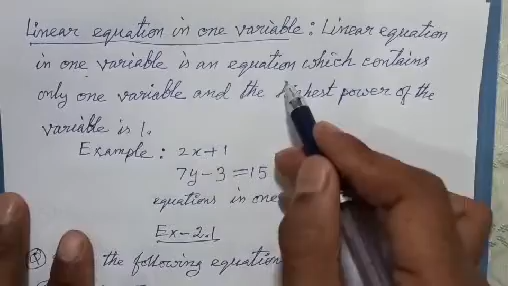 Linear equation in one variable: Linear equation
in one variable is an equation which contains
only one variable and the highest power of the
variable is 1.
Example: 2x+1
7y-3 =15
equations in one
Ex-2.1
the following equation